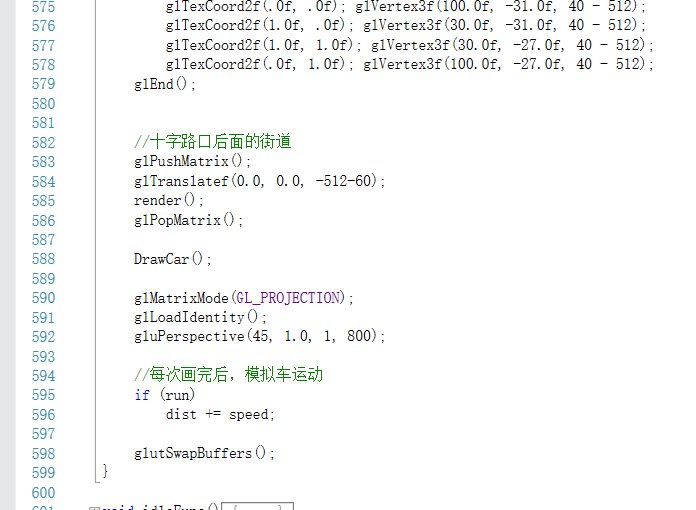 575 glTexCoord2f(.0f, .0f); glVertex3f(100.0f, -31.0f, 40 - 512);
576 glTexCoord2f(1.0f, .0f); glVertex3f(30.0f, -31.0f, 40 - 512);
577 glTexCoord2f(1.0f, 1.0f); glVertex3f(30.0f, -27.0f, 40 - 512);
578 glTexCoord2f(.0f, 1.0f); glVertex3f(100.0f, -27.0f, 40 - 512);
579 glEnd();
580
581
582 //十字路口后面的街道
583 glPushMatrix();
584 glTranslatef(0.0, 0.0, -512-60);
585 render();
586 glPopMatrix();
587
588 DrawCar();
589
590 glMatrixMode(GL_PROJECTION);
591 glLoadIdentity();
592 gluPerspective(45, 1.0, 1, 800);
593
594 //每次画完后，模拟车运动
595 if (run)
596 dist += speed;
597
598 glutSwapBuffers();
599 }
600